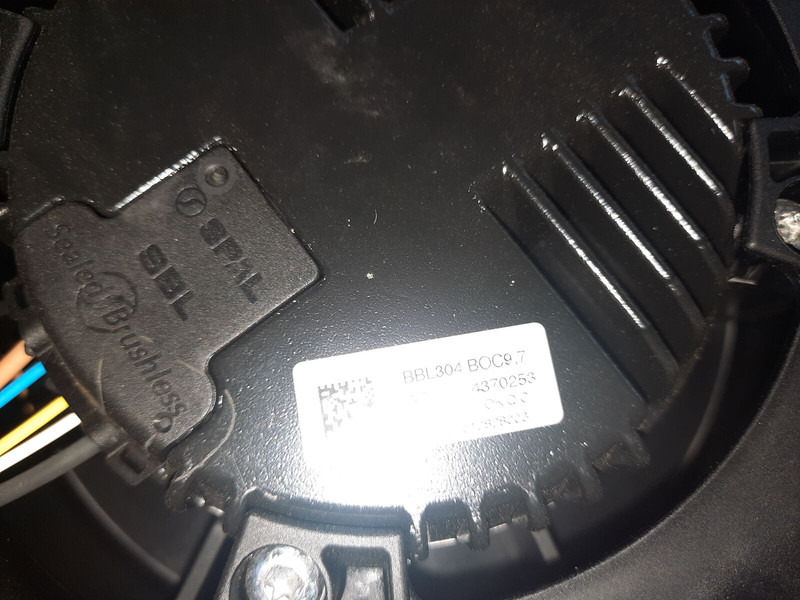 SPAL
SBL
Sealed Brushless
BBL304 BOC9.7
4370253